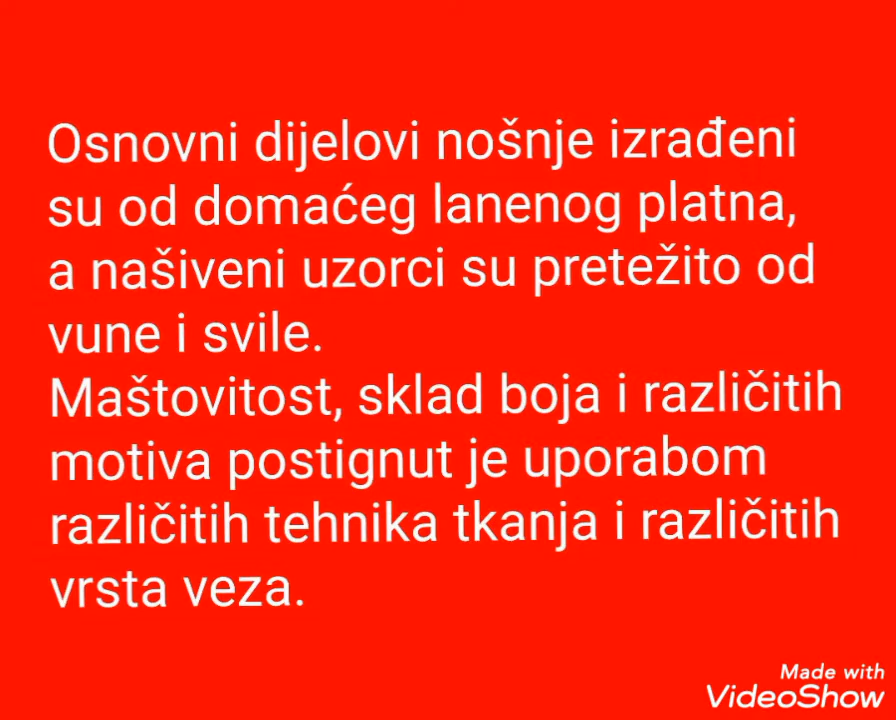 Osnovni dijelovi nošnje izrađeni
su od domaćeg lanenog platna,
a našiveni uzorci su pretežito od
vune i svile.
Maštovitost, sklad boja i različitih
motiva postignut je uporabom
različitih tehnika tkanja i različitih
vrsta veza.
Made with
VideoShow